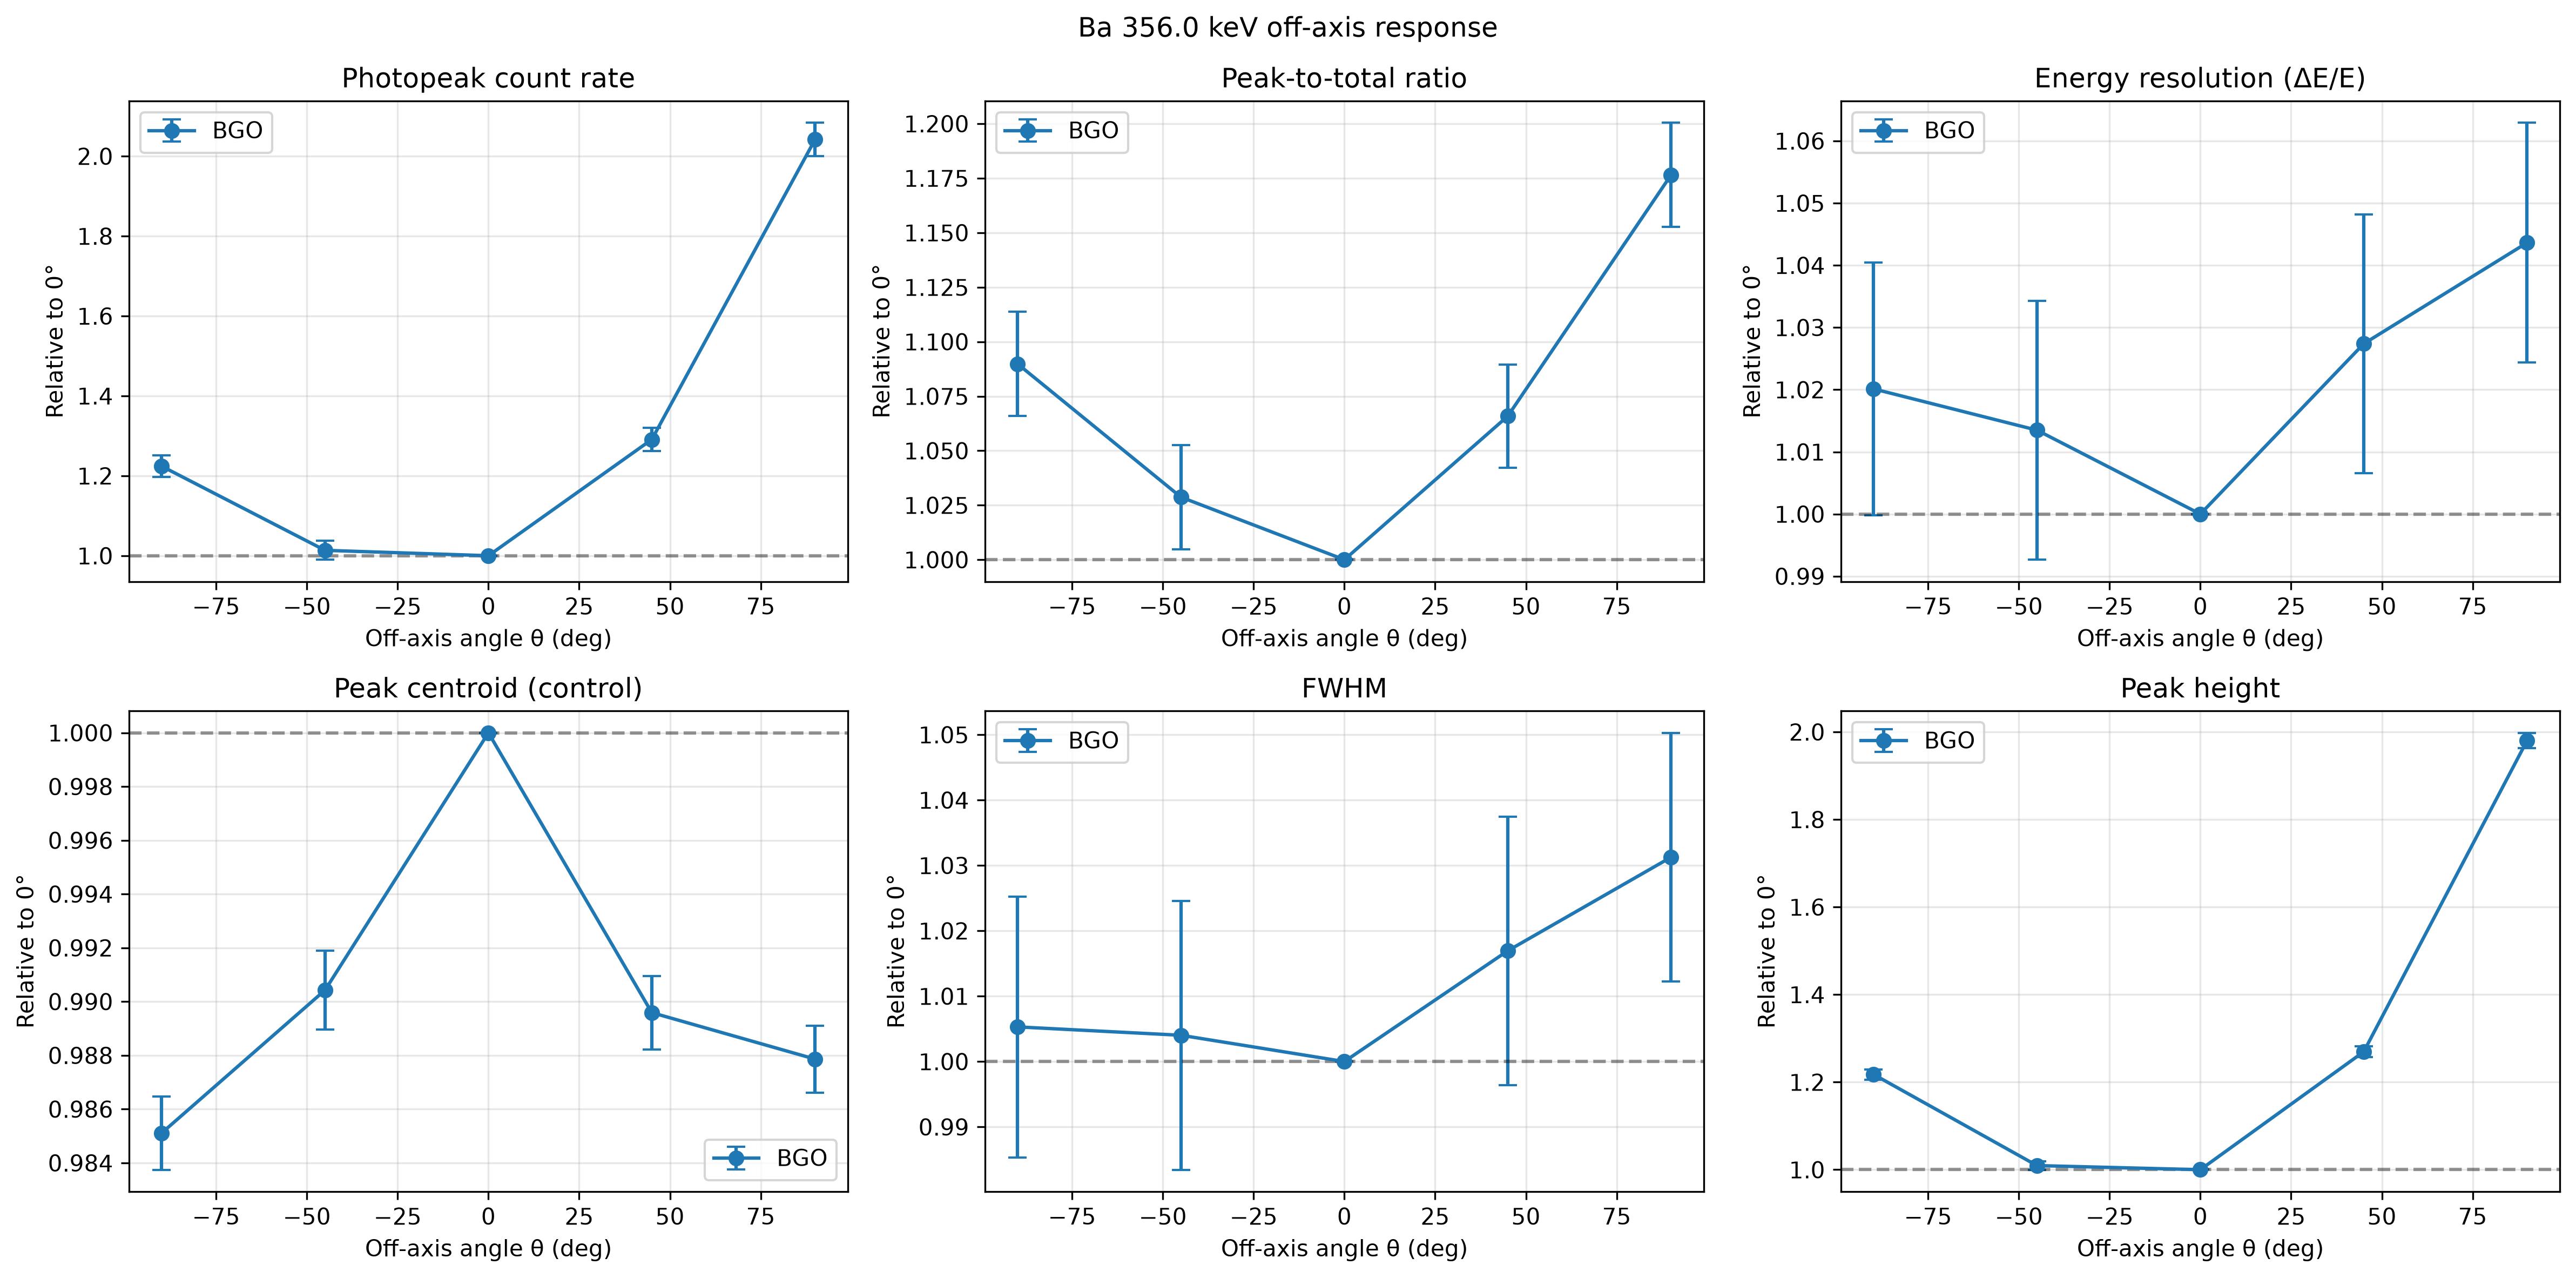 Ba 356.0 keV off-axis response
Photopeak count rate
BGO
Relative to 0°
2.0
1.8
1.6
1.4
1.2
1.0
−75 −50 −25 0 25 50 75
Off-axis angle θ (deg)
Peak-to-total ratio
BGO
Relative to 0°
1.200
1.175
1.150
1.125
1.100
1.075
1.050
1.025
1.000
−75 −50 −25 0 25 50 75
Off-axis angle θ (deg)
Energy resolution (ΔE/E)
BGO
Relative to 0°
1.06
1.05
1.04
1.03
1.02
1.01
1.00
0.99
−75 −50 −25 0 25 50 75
Off-axis angle θ (deg)
Peak centroid (control)
Relative to 0°
1.000
0.998
0.996
0.994
0.992
0.990
0.988
0.986
0.984
BGO
−75 −50 −25 0 25 50 75
Off-axis angle θ (deg)
FWHM
BGO
Relative to 0°
1.05
1.04
1.03
1.02
1.01
1.00
0.99
−75 −50 −25 0 25 50 75
Off-axis angle θ (deg)
Peak height
BGO
Relative to 0°
2.0
1.8
1.6
1.4
1.2
1.0
−75 −50 −25 0 25 50 75
Off-axis angle θ (deg)